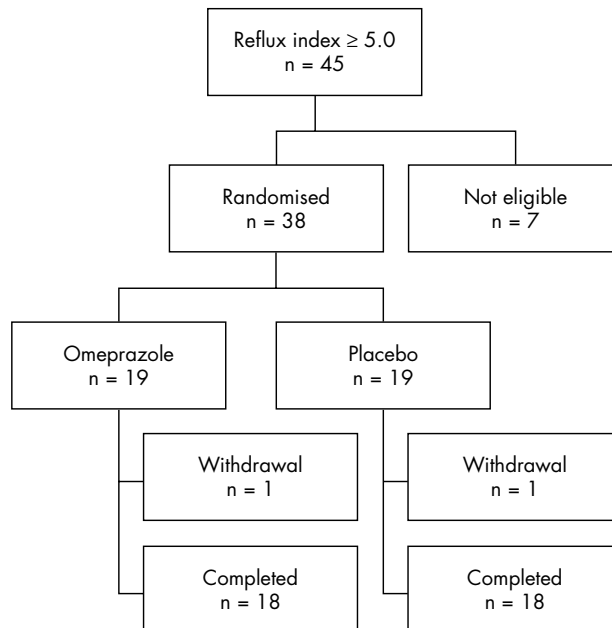 Reflux index ≥ 5.0
n = 45
Randomised
n = 38
Not eligible
n = 7
Omeprazole
n = 19
Placebo
n = 19
Withdrawal
n = 1
Withdrawal
n = 1
Completed
n = 18
Completed
n = 18